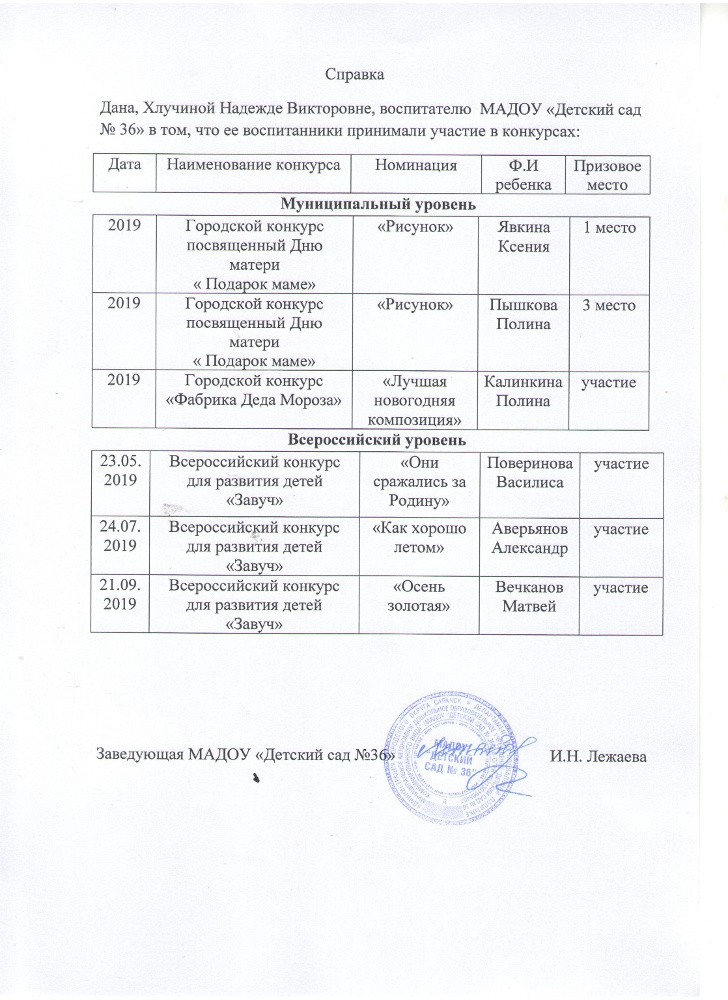 Справка
Дана, Хлучиной Надежде Викторовне, воспитателю МАДОУ «Детский сад
№ 36» в том, что ее воспитанники принимали участие в конкурсах:
Дата Наименование конкурса Номинация Ф.И ребенка Призовое место
Муниципальный уровень
2019 Городской конкурс посвященный Дню матери « Подарок маме» «Рисунок» Явкина Ксения 1 место
2019 Городской конкурс посвященный Дню матери « Подарок маме» «Рисунок» Пышкова Полина 3 место
2019 Городской конкурс «Фабрика Деда Мороза» «Лучшая новогодняя композиция» Калинкина Полина участие
Всероссийский уровень
23.05. 2019 Всероссийский конкурс для развития детей «Завуч» «Они сражались за Родину» Поверинова Василиса участие
24.07. 2019 Всероссийский конкурс для развития детей «Завуч» «Как хорошо летом» Аверьянов Александр участие
21.09. 2019 Всероссийский конкурс для развития детей «Завуч» «Осень золотая» Вечканов Матвей участие
Заведующая МАДОУ «Детский сад №36» И.Н. Лежаева
МАДОУ
"ДЕТСКИЙ
САД № 36"